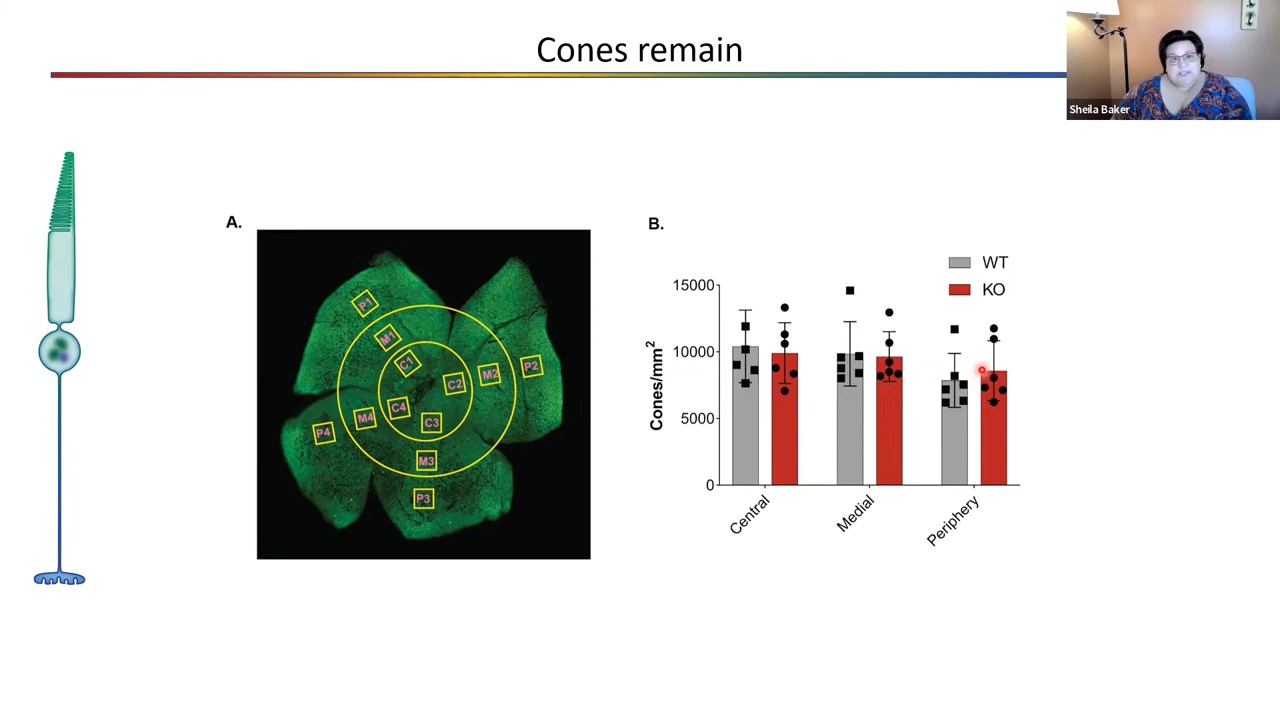 Cones remain
Sheila Baker
A.
P1
M1
C1
C2
M2
P2
C4
M4
C3
P4
M3
P3
B.
WT
KO
Cones/mm²
15000
10000
5000
0
Central
Medial
Periphery